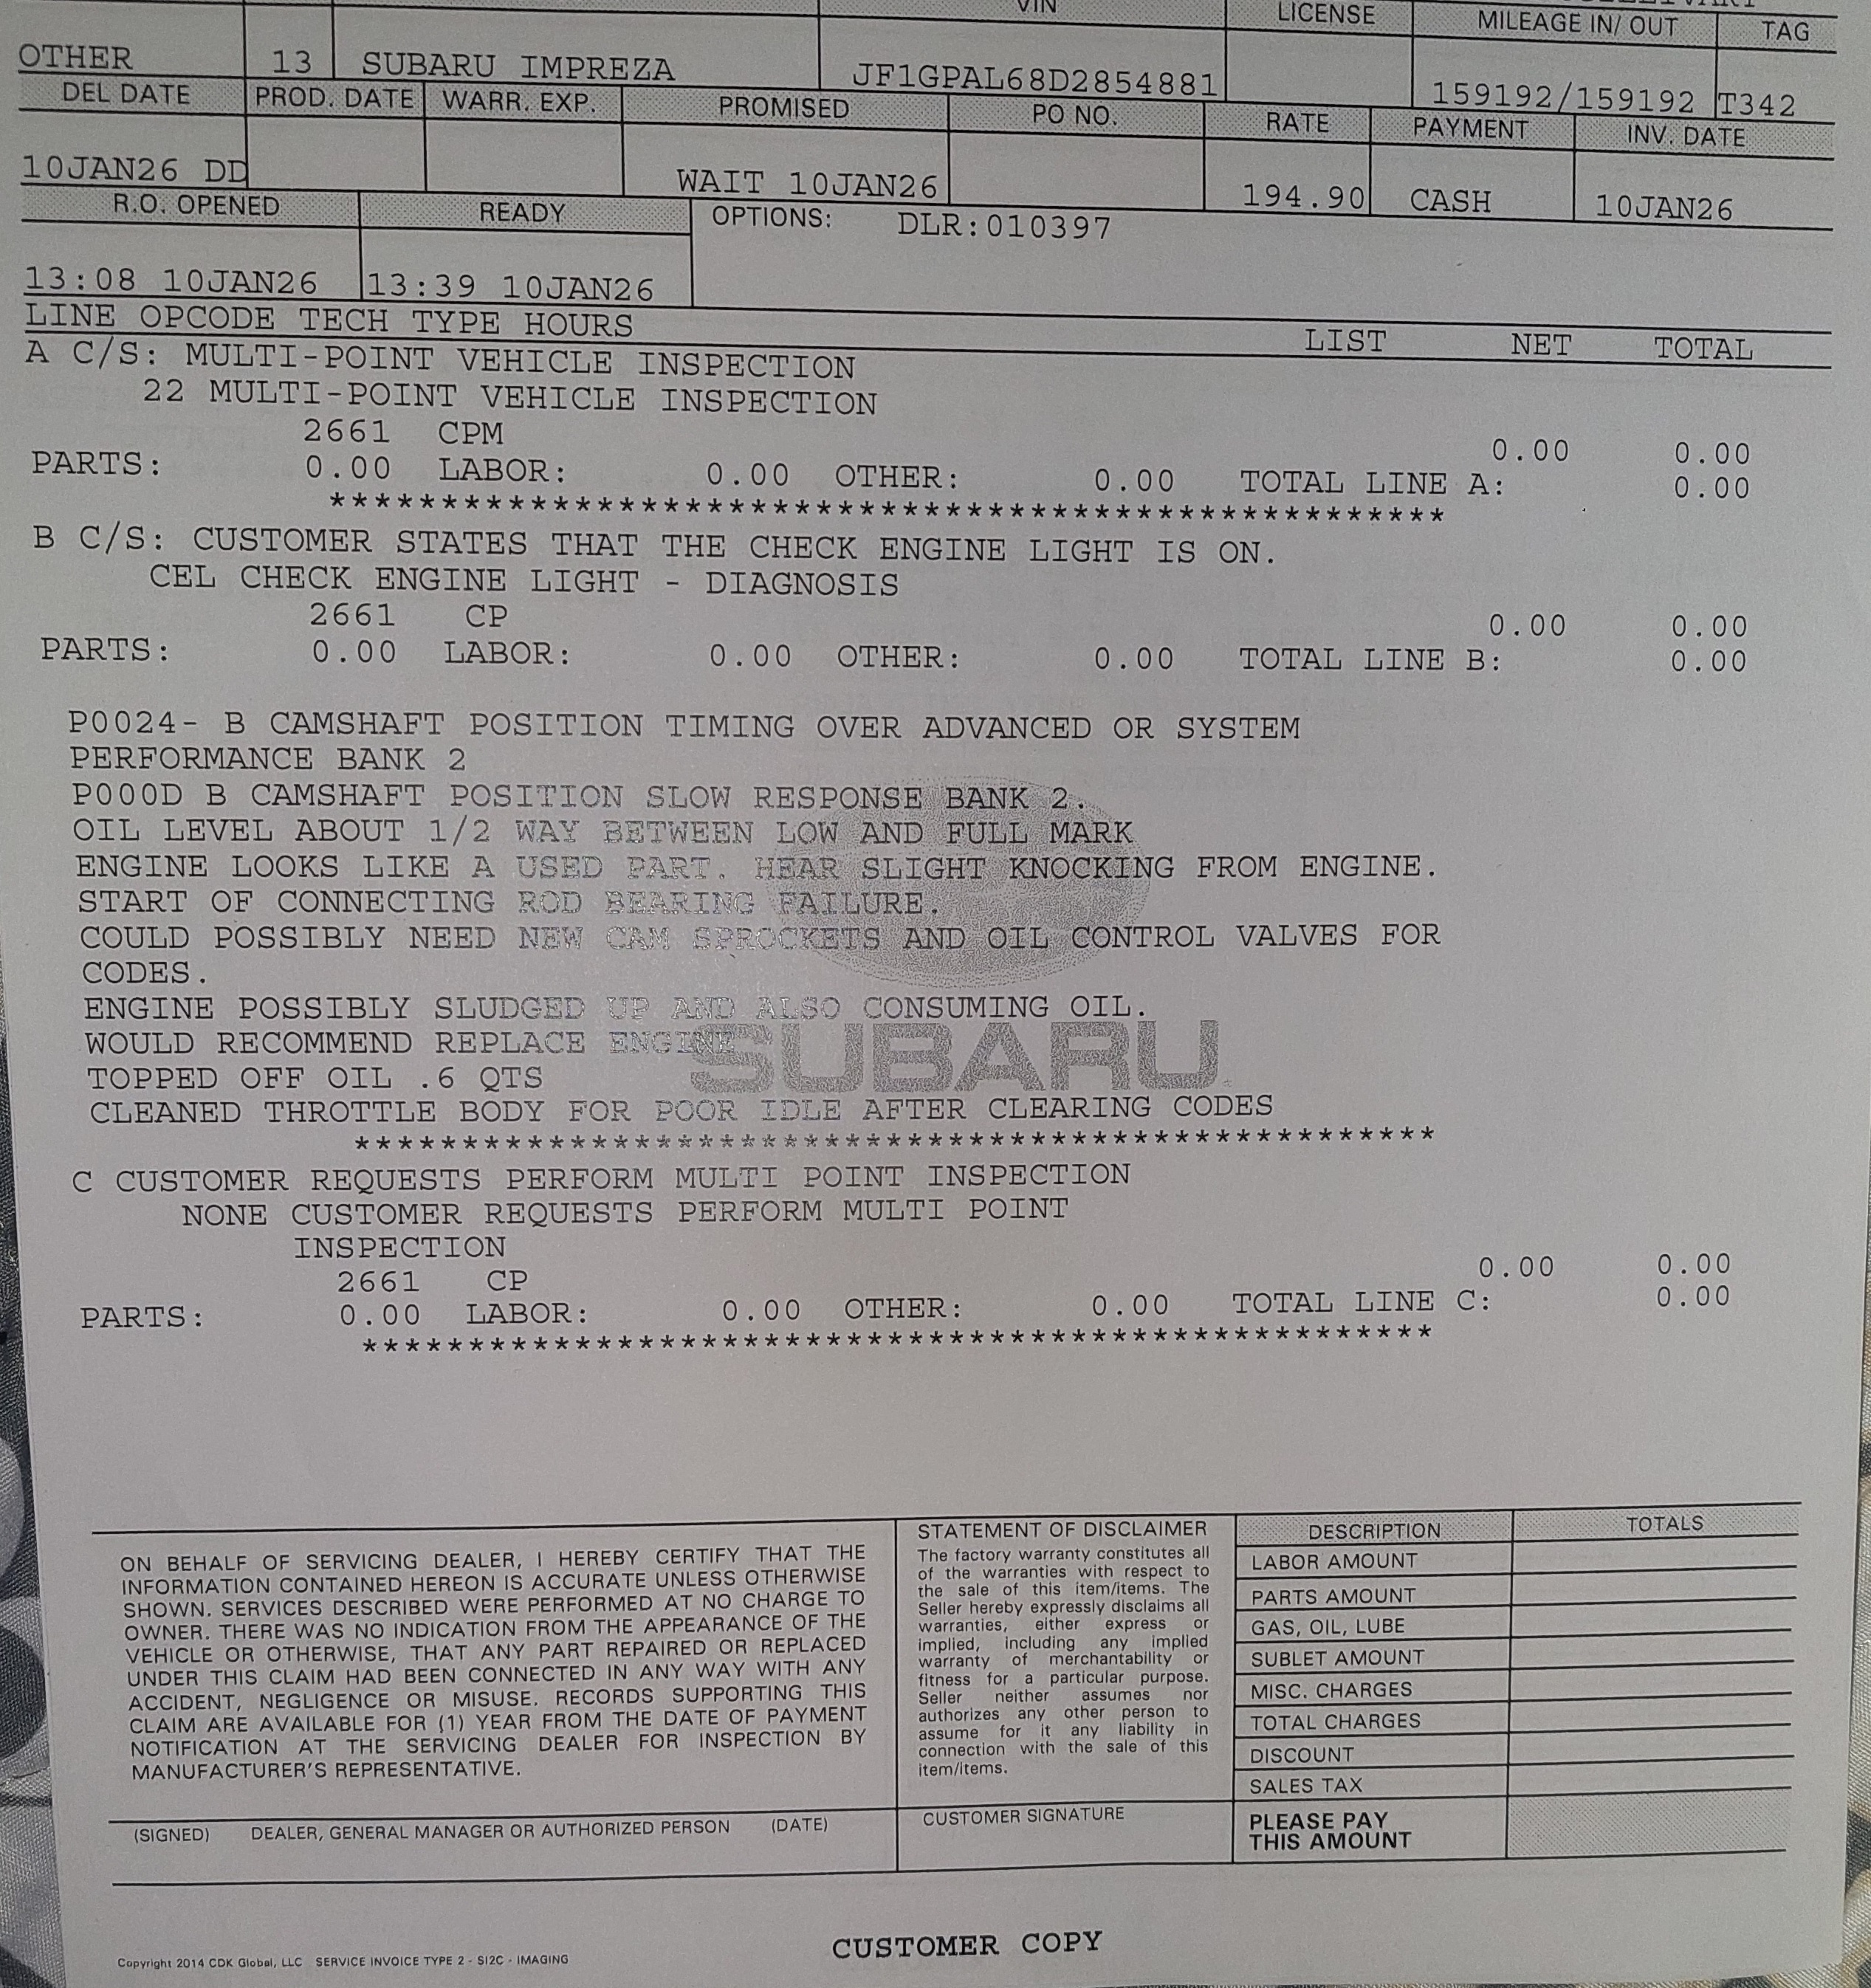 VIN LICENSE MILEAGE IN/ OUT TAG
OTHER 13 SUBARU IMPREZA JF1GPAL68D2854881 159192/159192 T342
DEL DATE PROD. DATE WARR. EXP. PROMISED PO NO. RATE PAYMENT INV. DATE
10JAN26 DD WAIT 10JAN26 194.90 CASH 10JAN26
R.O. OPENED READY OPTIONS: DLR:010397
13:08 10JAN26 13:39 10JAN26
LINE OPCODE TECH TYPE HOURS LIST NET TOTAL
A C/S: MULTI-POINT VEHICLE INSPECTION
22 MULTI-POINT VEHICLE INSPECTION
2661 CPM 0.00 0.00
PARTS: 0.00 LABOR: 0.00 OTHER: 0.00 TOTAL LINE A: 0.00
****************************************************
B C/S: CUSTOMER STATES THAT THE CHECK ENGINE LIGHT IS ON.
CEL CHECK ENGINE LIGHT - DIAGNOSIS
2661 CP 0.00 0.00
PARTS: 0.00 LABOR: 0.00 OTHER: 0.00 TOTAL LINE B: 0.00
P0024- B CAMSHAFT POSITION TIMING OVER ADVANCED OR SYSTEM
PERFORMANCE BANK 2
P000D B CAMSHAFT POSITION SLOW RESPONSE BANK 2.
OIL LEVEL ABOUT 1/2 WAY BETWEEN LOW AND FULL MARK
ENGINE LOOKS LIKE A USED PART. HEAR SLIGHT KNOCKING FROM ENGINE.
START OF CONNECTING ROD BEARING FAILURE.
COULD POSSIBLY NEED NEW CAM SPROCKETS AND OIL CONTROL VALVES FOR
CODES.
ENGINE POSSIBLY SLUDGED UP AND ALSO CONSUMING OIL.
WOULD RECOMMEND REPLACE ENGINE
SUBARU
TOPPED OFF OIL .6 QTS
CLEANED THROTTLE BODY FOR POOR IDLE AFTER CLEARING CODES
****************************************************
C CUSTOMER REQUESTS PERFORM MULTI POINT INSPECTION
NONE CUSTOMER REQUESTS PERFORM MULTI POINT
INSPECTION
2661 CP 0.00 0.00
PARTS: 0.00 LABOR: 0.00 OTHER: 0.00 TOTAL LINE C: 0.00
****************************************************
ON BEHALF OF SERVICING DEALER, I HEREBY CERTIFY THAT THE
INFORMATION CONTAINED HEREON IS ACCURATE UNLESS OTHERWISE
SHOWN. SERVICES DESCRIBED WERE PERFORMED AT NO CHARGE TO
OWNER. THERE WAS NO INDICATION FROM THE APPEARANCE OF THE
VEHICLE OR OTHERWISE, THAT ANY PART REPAIRED OR REPLACED
UNDER THIS CLAIM HAD BEEN CONNECTED IN ANY WAY WITH ANY
ACCIDENT, NEGLIGENCE OR MISUSE. RECORDS SUPPORTING THIS
CLAIM ARE AVAILABLE FOR (1) YEAR FROM THE DATE OF PAYMENT
NOTIFICATION AT THE SERVICING DEALER FOR INSPECTION BY
MANUFACTURER'S REPRESENTATIVE.
(SIGNED) DEALER, GENERAL MANAGER OR AUTHORIZED PERSON (DATE)
STATEMENT OF DISCLAIMER
The factory warranty constitutes all
of the warranties with respect to
the sale of this item/items. The
Seller hereby expressly disclaims all
warranties, either express or
implied, including any implied
warranty of merchantability or
fitness for a particular purpose.
Seller neither assumes nor
authorizes any other person to
assume for it any liability in
connection with the sale of this
item/items.
CUSTOMER SIGNATURE
DESCRIPTION TOTALS
LABOR AMOUNT
PARTS AMOUNT
GAS, OIL, LUBE
SUBLET AMOUNT
MISC. CHARGES
TOTAL CHARGES
DISCOUNT
SALES TAX
PLEASE PAY
THIS AMOUNT
Copyright 2014 CDK Global, LLC SERVICE INVOICE TYPE 2 - SI2C - IMAGING
CUSTOMER COPY